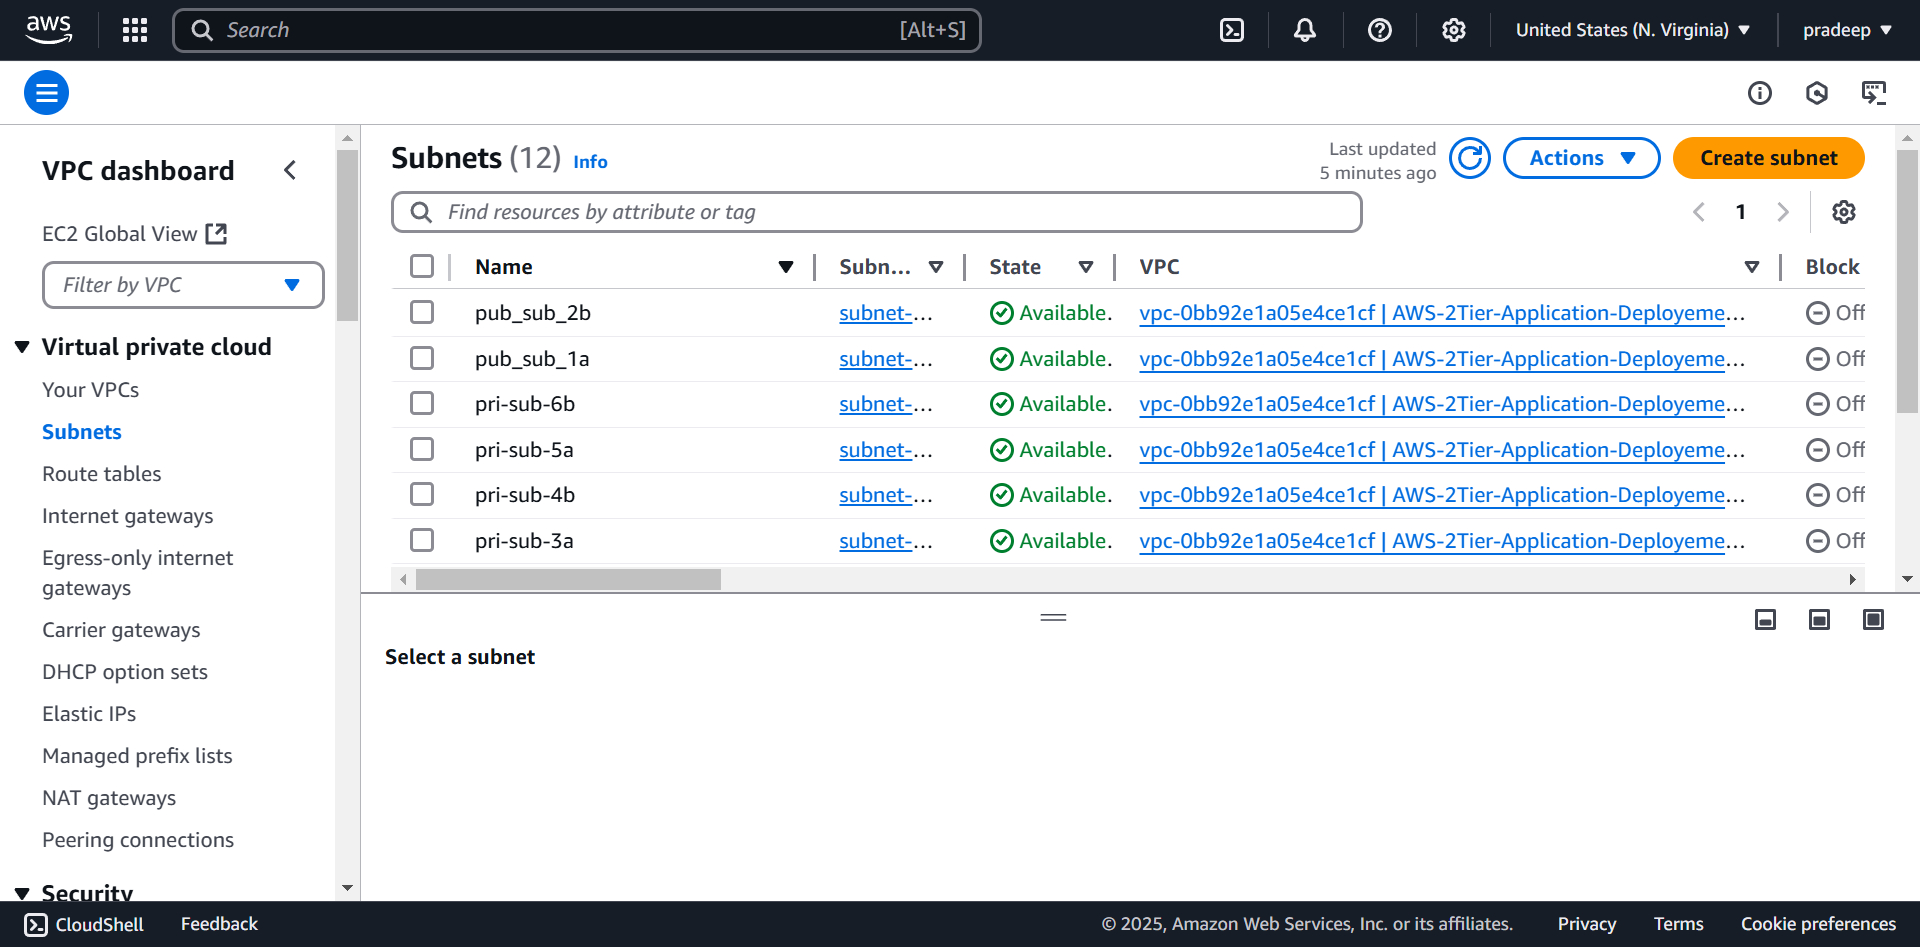 aws
Search [Alt+S]
United States (N. Virginia)
pradeep
VPC dashboard
EC2 Global View
Filter by VPC
Virtual private cloud
Your VPCs
Subnets
Route tables
Internet gateways
Egress-only internet
gateways
Carrier gateways
DHCP option sets
Elastic IPs
Managed prefix lists
NAT gateways
Peering connections
Security
Subnets (12) Info
Last updated
5 minutes ago
Actions
Create subnet
Find resources by attribute or tag
1
Name Subn... State VPC Block
pub_sub_2b subnet-... Available. vpc-0bb92e1a05e4ce1cf | AWS-2Tier-Application-Deployeme... Off
pub_sub_1a subnet-... Available. vpc-0bb92e1a05e4ce1cf | AWS-2Tier-Application-Deployeme... Off
pri-sub-6b subnet-... Available. vpc-0bb92e1a05e4ce1cf | AWS-2Tier-Application-Deployeme... Off
pri-sub-5a subnet-... Available. vpc-0bb92e1a05e4ce1cf | AWS-2Tier-Application-Deployeme... Off
pri-sub-4b subnet-... Available. vpc-0bb92e1a05e4ce1cf | AWS-2Tier-Application-Deployeme... Off
pri-sub-3a subnet-... Available. vpc-0bb92e1a05e4ce1cf | AWS-2Tier-Application-Deployeme... Off
Select a subnet
CloudShell Feedback © 2025, Amazon Web Services, Inc. or its affiliates. Privacy Terms Cookie preferences